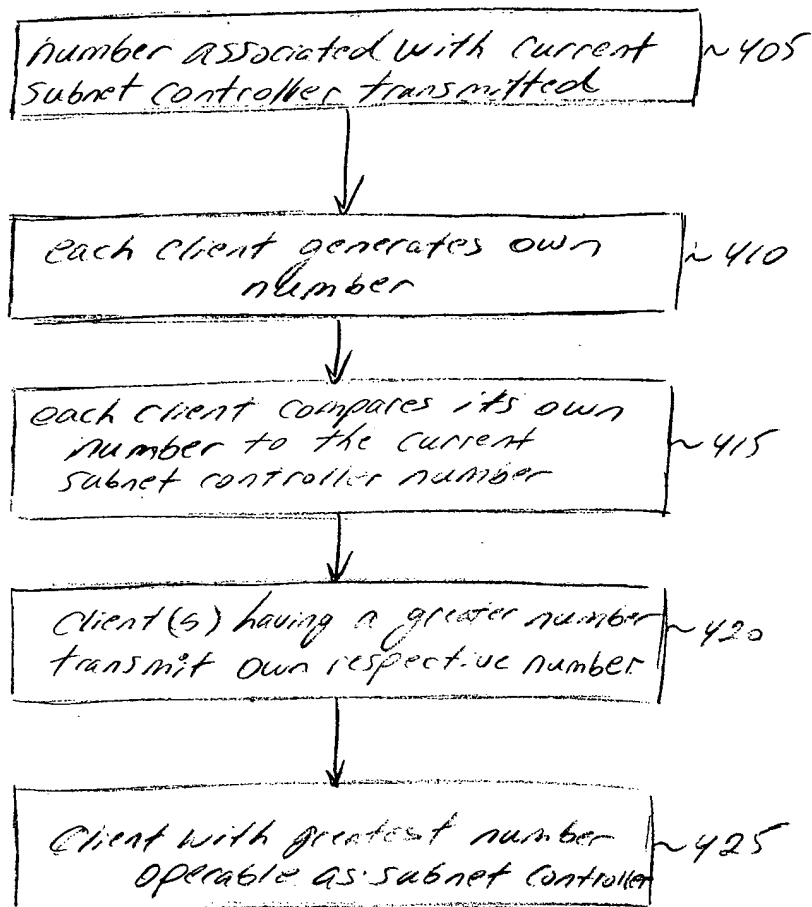 number associated with current ~405
subnet controller transmitted
each client generates own ~410
number
each client compares its own
number to the current ~415
subnet controller number
client(s) having a greater number ~420
transmit own respective number
client with greatest number ~425
operable as subnet controller